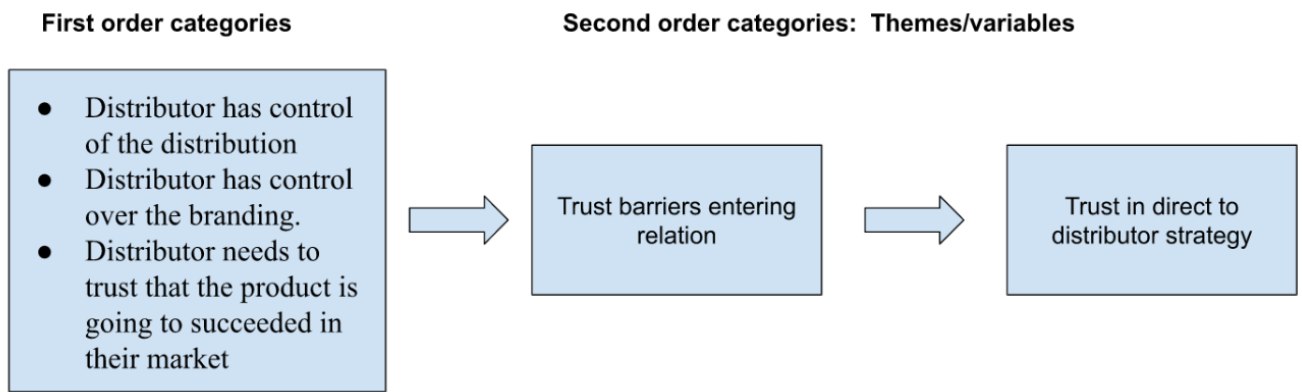 First order categories
Second order categories: Themes/variables
● Distributor has control
of the distribution
● Distributor has control
over the branding.
● Distributor needs to
trust that the product is
going to succeeded in
their market
Trust barriers entering
relation
Trust in direct to
distributor strategy